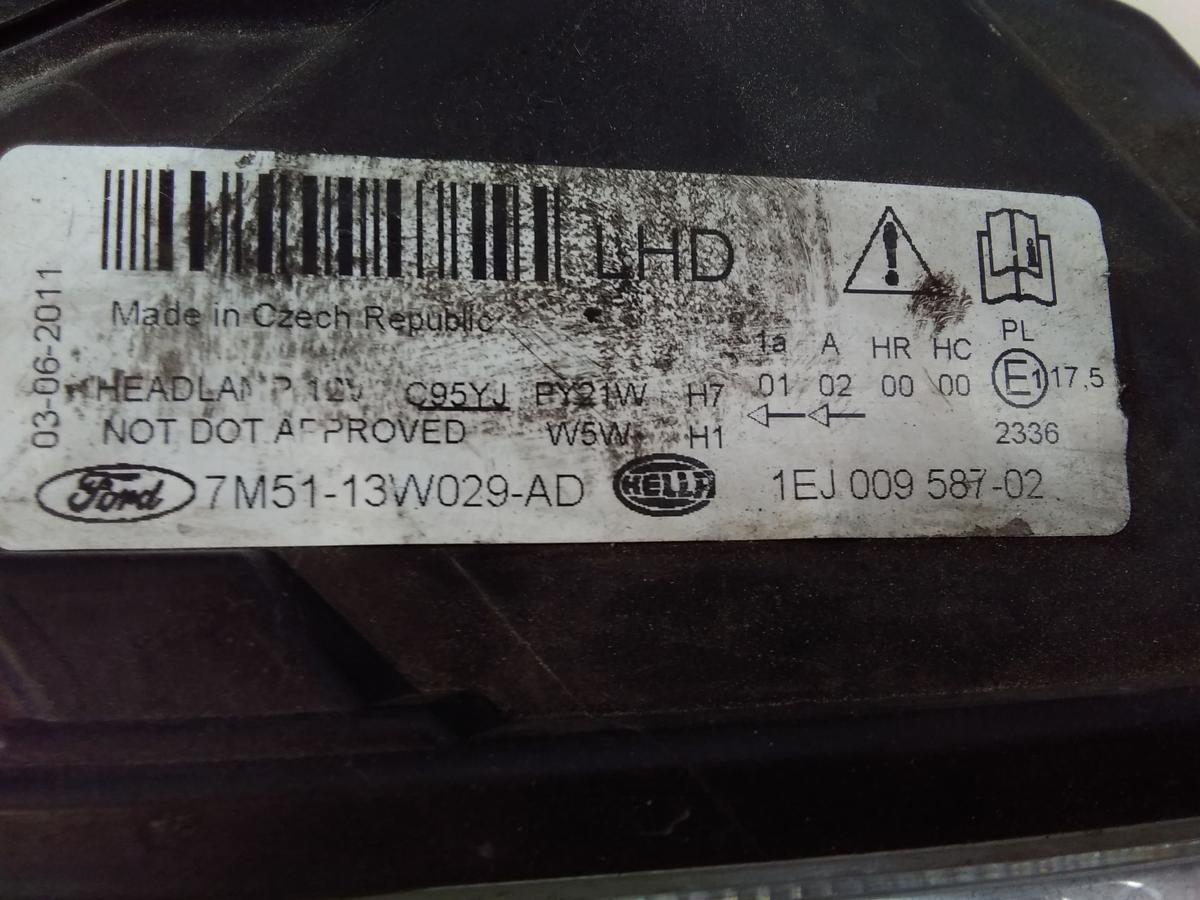 LHD
03-06-2011
Made in Czech Republic
1a A HR HC PL
HEADLAMP 12V C95YJ PY21W H7 01 02 00 00 E1 17,5
NOT DOT APPROVED W5W H1 2336
Ford 7M51-13W029-AD HELLA 1EJ 009 587-02